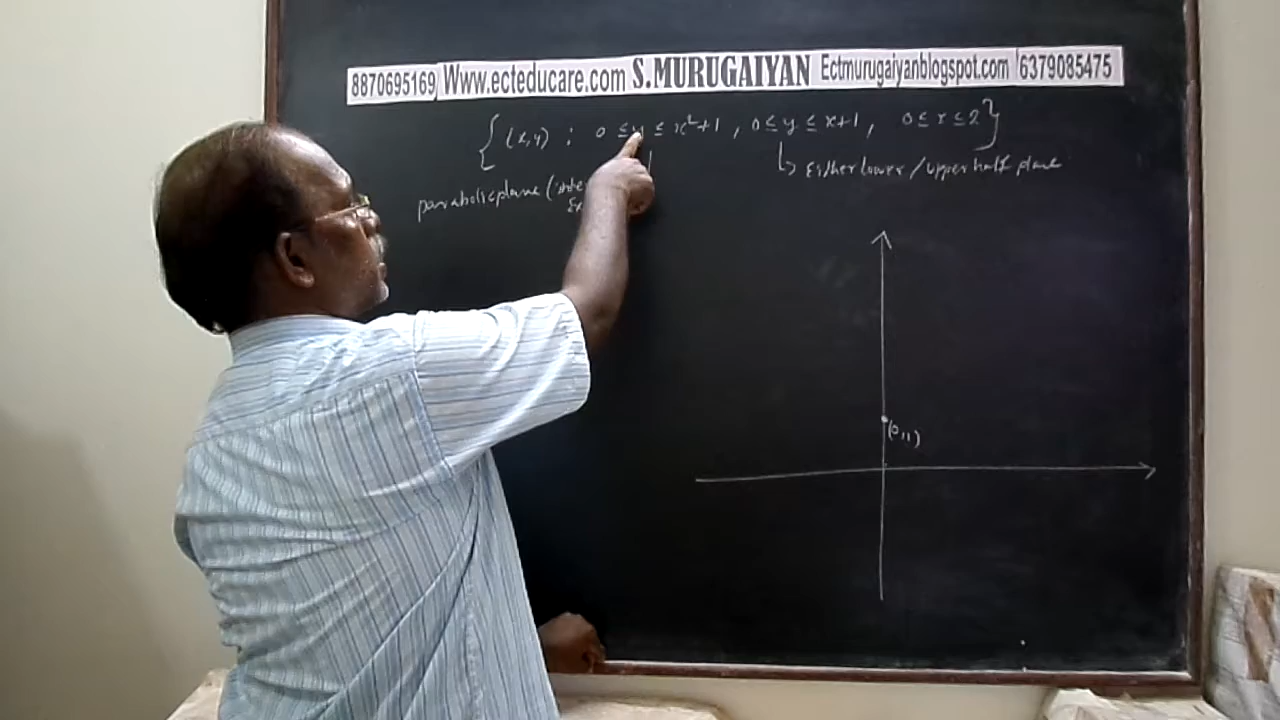 8870695169 Www.ecteducare.com S.MURUGAIYAN Ectmurugaiyanblogspot.com 6379085475
{(x,y) : 0 ≤ y ≤ x²+1, 0 ≤ y ≤ x+1, 0 ≤ x ≤ 2}
Eisther lower / upper half plane
parabolic plane (
(0,1)